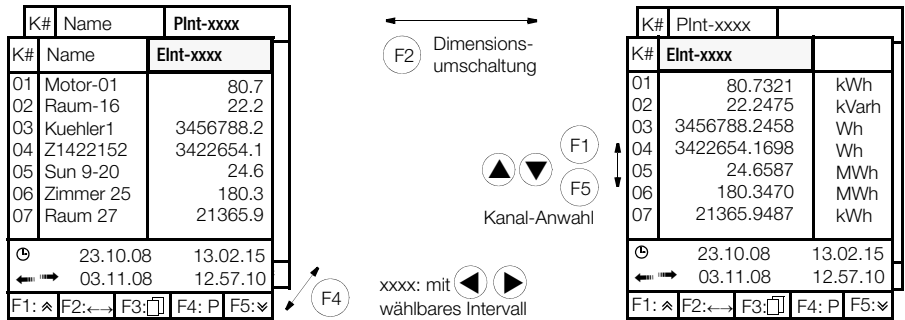 K# Name PInt-xxxx
K# Name EInt-xxxx
01 Motor-01 80.7
02 Raum-16 22.2
03 Kuehler1 3456788.2
04 Z1422152 3422654.1
05 Sun 9-20 24.6
06 Zimmer 25 180.3
07 Raum 27 21365.9
23.10.08 13.02.15
03.11.08 12.57.10
F1: F2:←→ F3: F4: P F5:
F4
F2 Dimensions-
umschaltung
F1
F5
Kanal-Anwahl
xxxx: mit
wählbares Intervall
K# PInt-xxxx
K# EInt-xxxx
01 80.7321 kWh
02 22.2475 kVarh
03 3456788.2458 Wh
04 3422654.1698 Wh
05 24.6587 MWh
06 180.3470 MWh
07 21365.9487 kWh
23.10.08 13.02.15
03.11.08 12.57.10
F1: F2:←→ F3: F4: P F5: